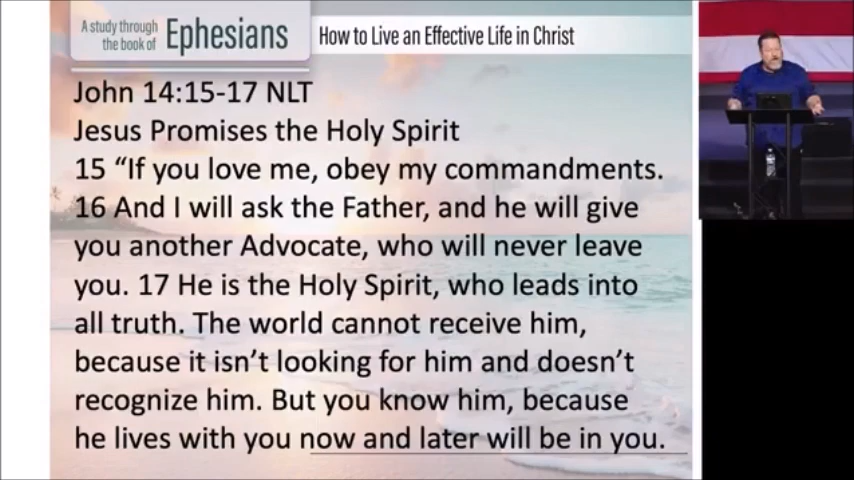 A study through
the book of
Ephesians
How to Live an Effective Life in Christ
John 14:15-17 NLT
Jesus Promises the Holy Spirit
15 “If you love me, obey my commandments.
16 And I will ask the Father, and he will give
you another Advocate, who will never leave
you. 17 He is the Holy Spirit, who leads into
all truth. The world cannot receive him,
because it isn’t looking for him and doesn’t
recognize him. But you know him, because
he lives with you now and later will be in you.